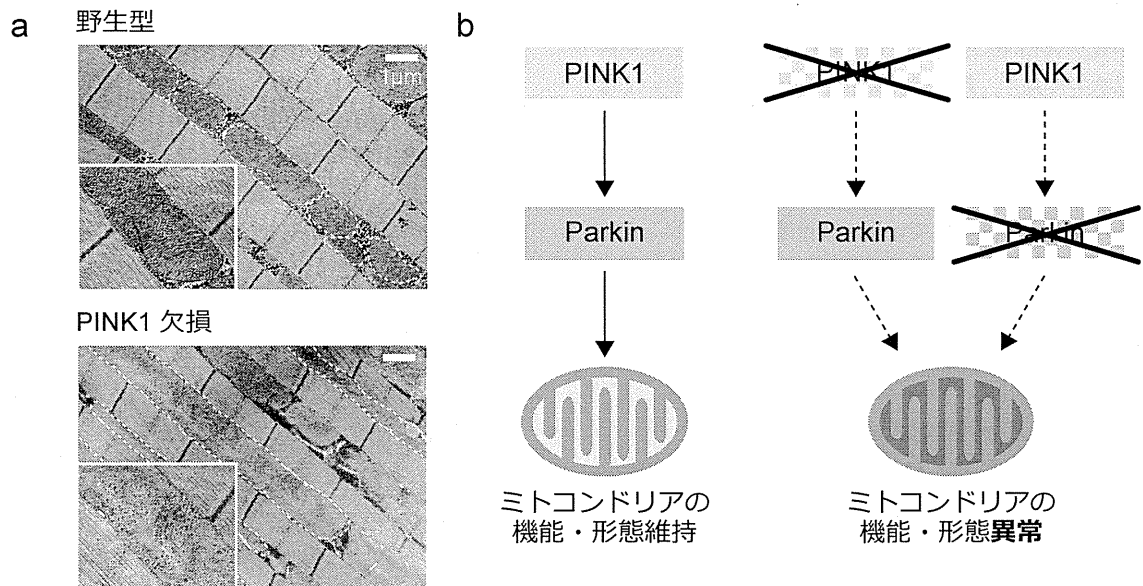 a
野生型
1um
PINK1 欠損
b
PINK1
PINK1
PINK1
Parkin
Parkin
Parkin
ミトコンドリアの
機能・形態維持
ミトコンドリアの
機能・形態異常